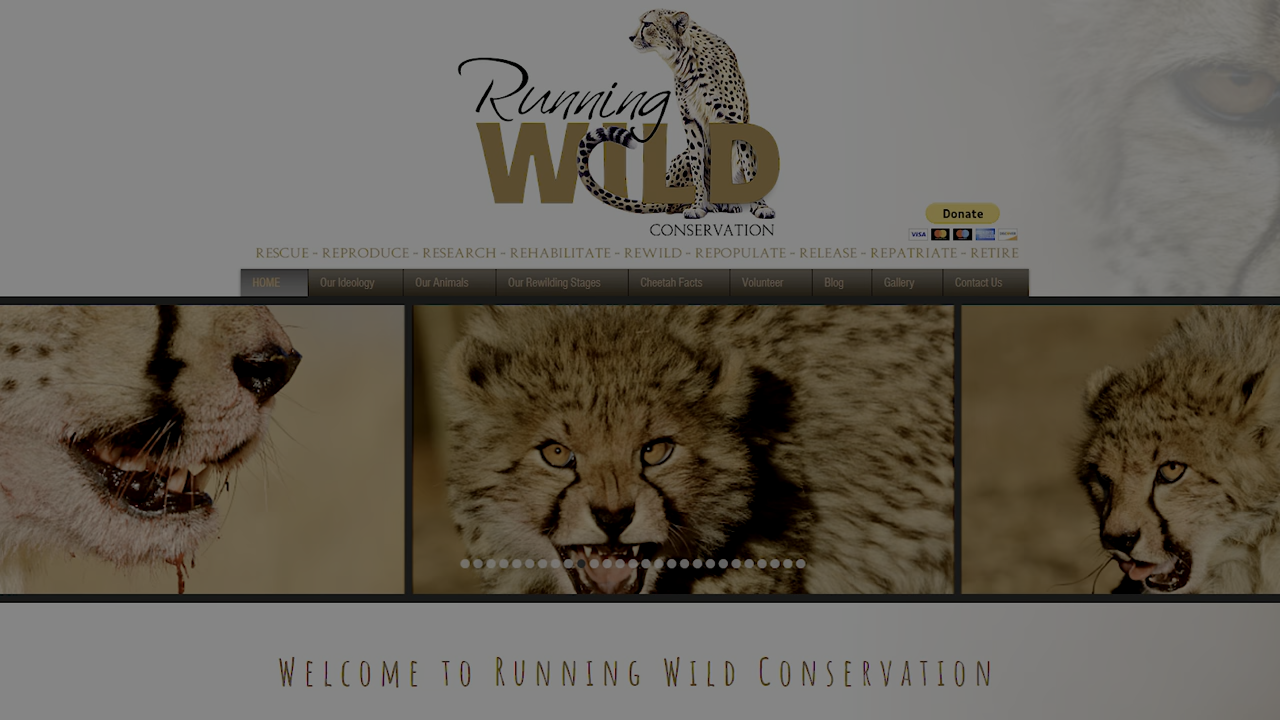 Running
WILD
CONSERVATION
Donate
VISA
RESCUE - REPRODUCE - RESEARCH - REHABILITATE - REWILD - REPOPULATE - RELEASE - REPATRIATE - RETIRE
HOME Our Ideology Our Animals Our Rewilding Stages Cheetah Facts Volunteer Blog Gallery Contact Us
Welcome to Running Wild Conservation